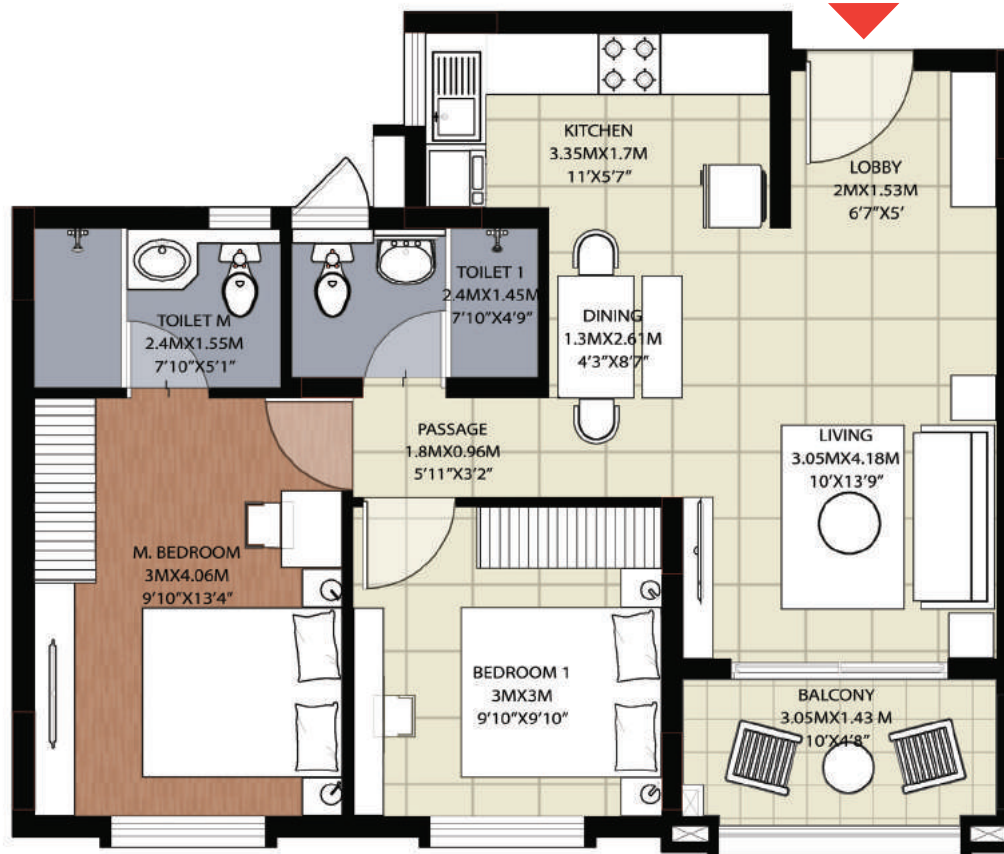 KITCHEN
3.35MX1.7M
11'X5'7"
LOBBY
2MX1.53M
6'7"X5'
TOILET 1
2.4MX1.45M
7'10"X4'9"
TOILET M
2.4MX1.55M
7'10"X5'1"
DINING
1.3MX2.61M
4'3"X8'7"
PASSAGE
1.8MX0.96M
5'11"X3'2"
LIVING
3.05MX4.18M
10'X13'9"
M. BEDROOM
3MX4.06M
9'10"X13'4"
BEDROOM 1
3MX3M
9'10"X9'10"
BALCONY
3.05MX1.43 M
10'X4'8"